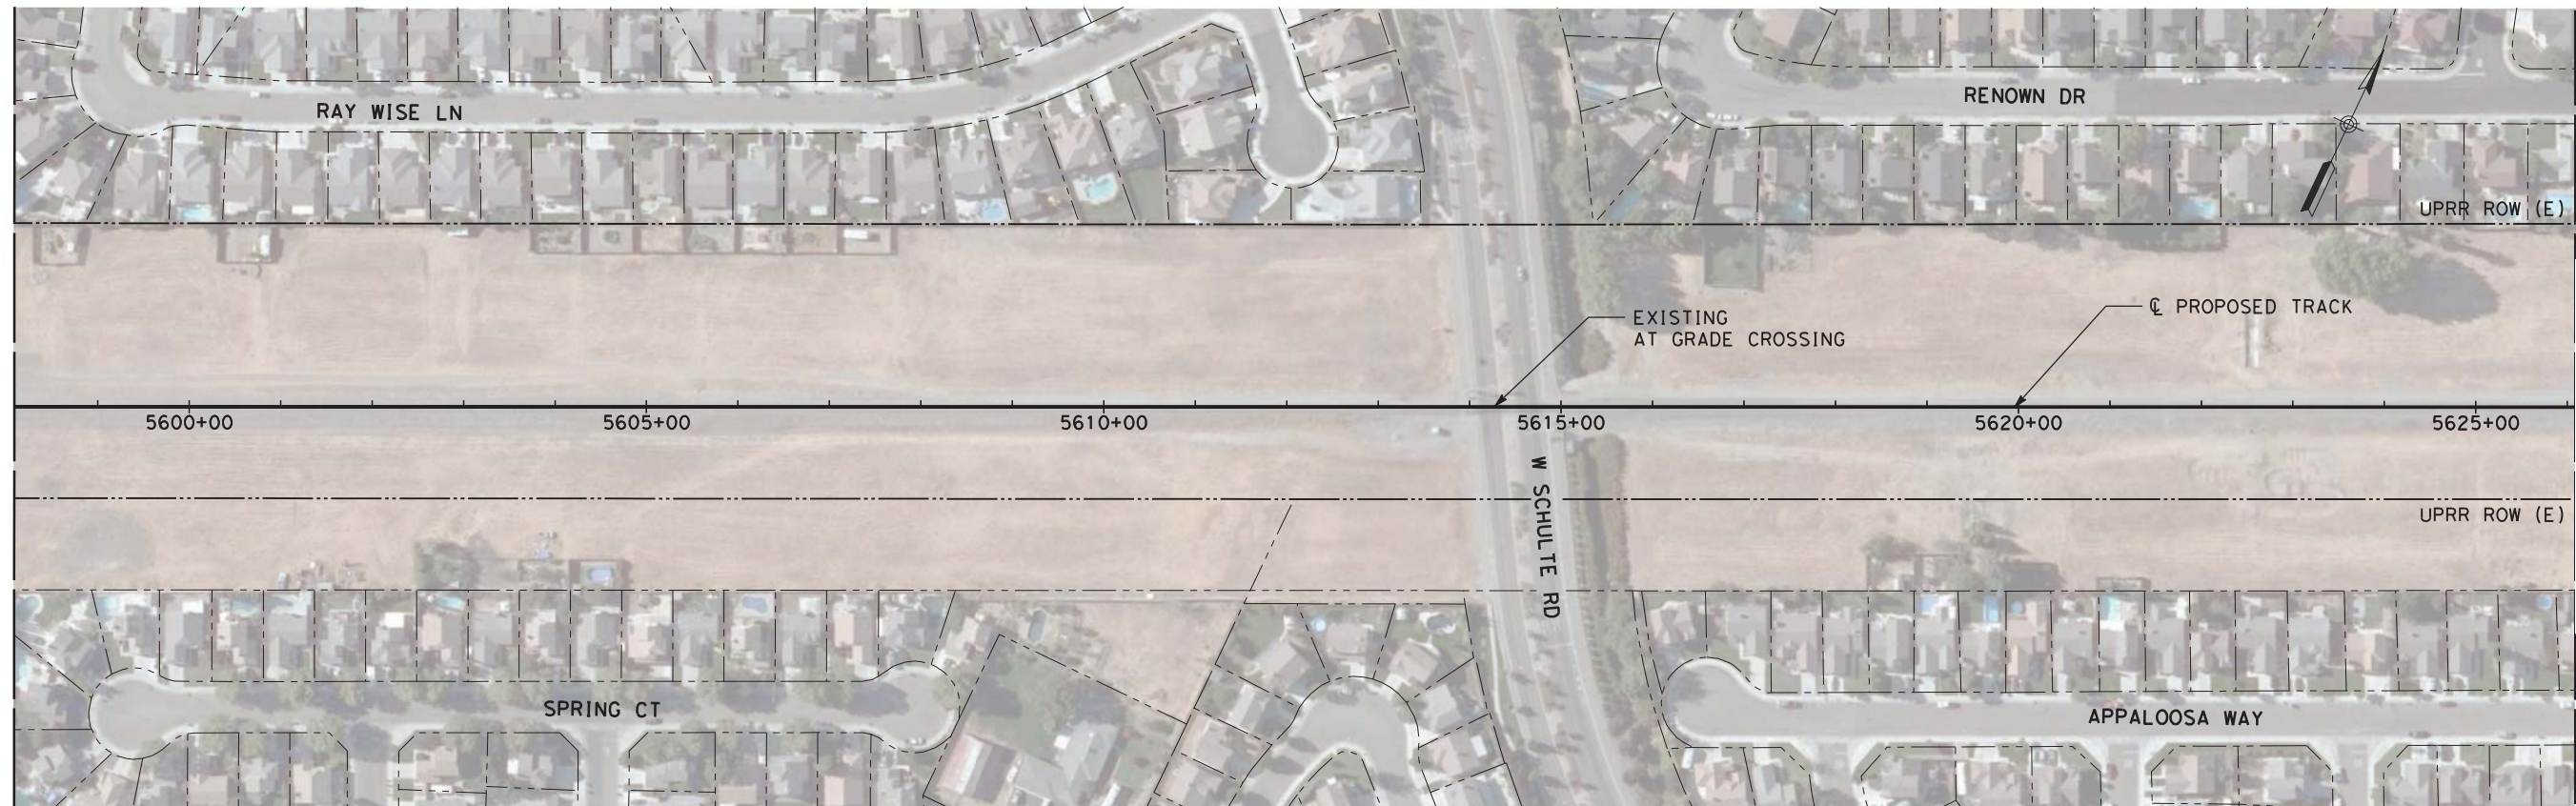 RAY WISE LN
RENOWN DR
UPRR ROW (E)
EXISTING
AT GRADE CROSSING
℄ PROPOSED TRACK
5600+00
5605+00
5610+00
5615+00
5620+00
5625+00
W SCHULTE RD
UPRR ROW (E)
SPRING CT
APPALOOSA WAY